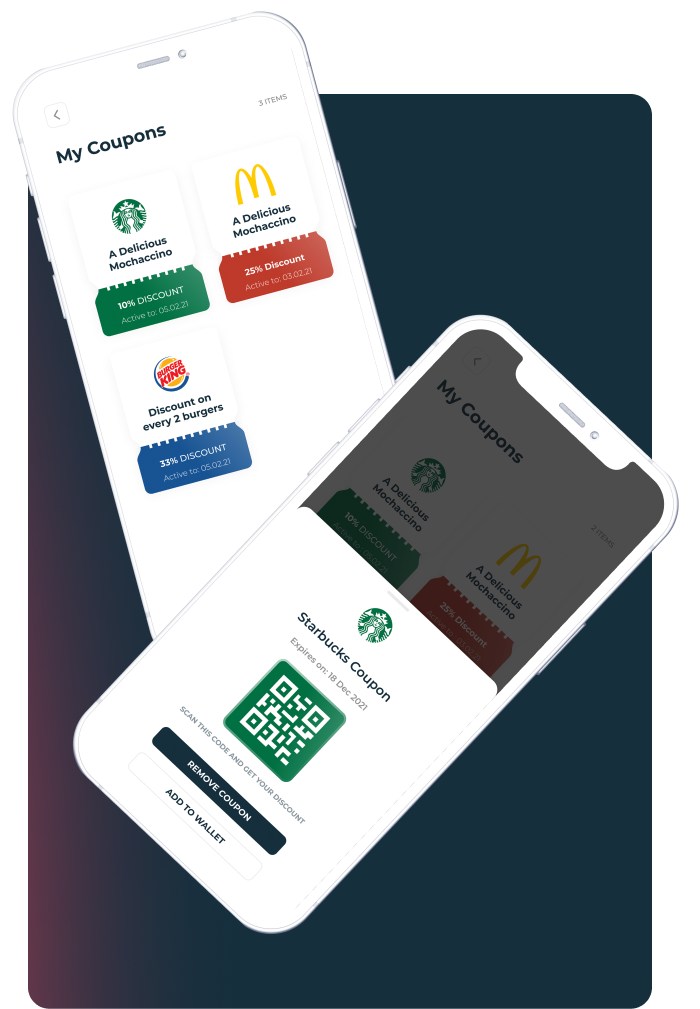 3 ITEMS
My Coupons
A Delicious
Mochaccino
10% DISCOUNT
Active to: 05.02.21
A Delicious
Mochaccino
25% Discount
Active to: 03.02.21
BURGER
KING
Discount on
every 2 burgers
33% DISCOUNT
Active to: 05.02.21
My Coupons
2 ITEMS
A Delicious
Mochaccino
10% DISCOUNT
A Delicious
Mochaccino
25% Discount
Starbucks Coupon
Expires on: 18 Dec 2021
SCAN THIS CODE AND GET YOUR DISCOUNT
REMOVE COUPON
ADD TO WALLET